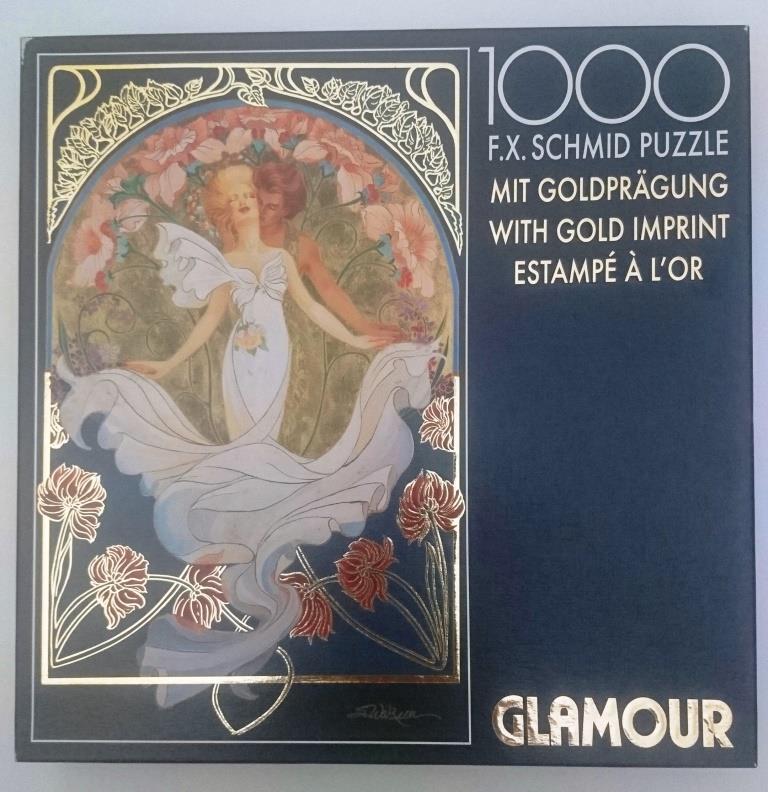 1000
F.X. SCHMID PUZZLE
MIT GOLDPRÄGUNG
WITH GOLD IMPRINT
ESTAMPÉ À L'OR
GLAMOUR